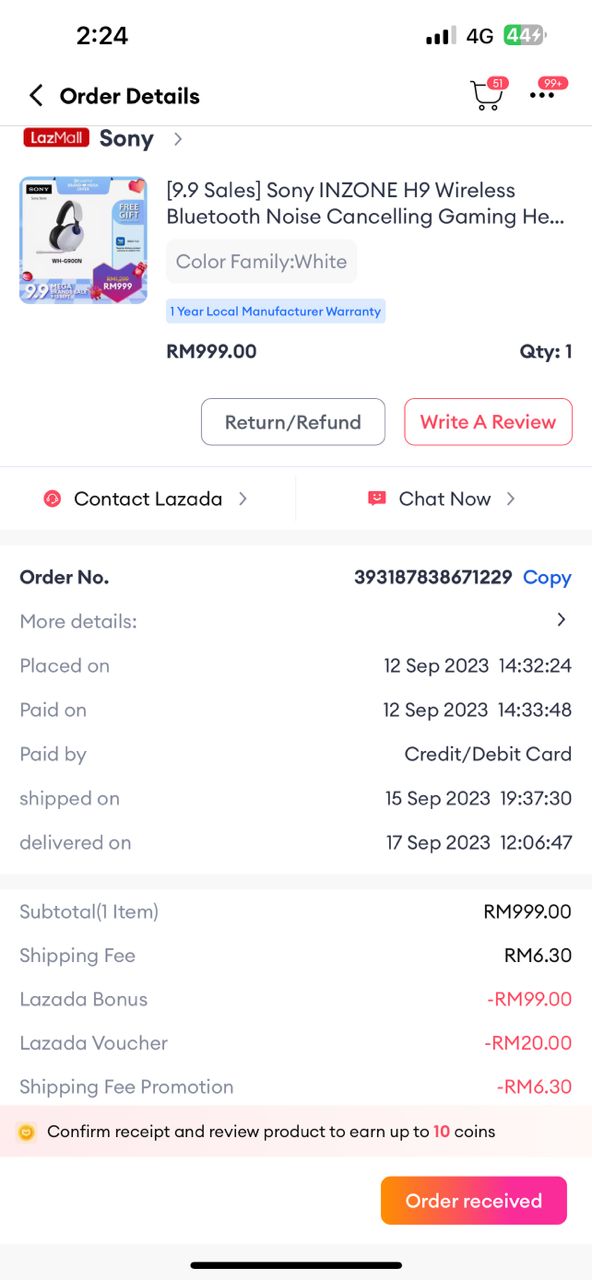 2:24
4G
44
Order Details
51
99+
LazMall Sony
SONY
FREE
GIFT
WH-G900N
RM1,299
RM999
9.9 MEGA
BRANDS SALE
[9.9 Sales] Sony INZONE H9 Wireless
Bluetooth Noise Cancelling Gaming He...
Color Family:White
1 Year Local Manufacturer Warranty
RM999.00
Qty: 1
Return/Refund
Write A Review
Contact Lazada
Chat Now
Order No.
393187838671229 Copy
More details:
Placed on
12 Sep 2023 14:32:24
Paid on
12 Sep 2023 14:33:48
Paid by
Credit/Debit Card
shipped on
15 Sep 2023 19:37:30
delivered on
17 Sep 2023 12:06:47
Subtotal(1 Item)
RM999.00
Shipping Fee
RM6.30
Lazada Bonus
-RM99.00
Lazada Voucher
-RM20.00
Shipping Fee Promotion
-RM6.30
Confirm receipt and review product to earn up to 10 coins
Order received